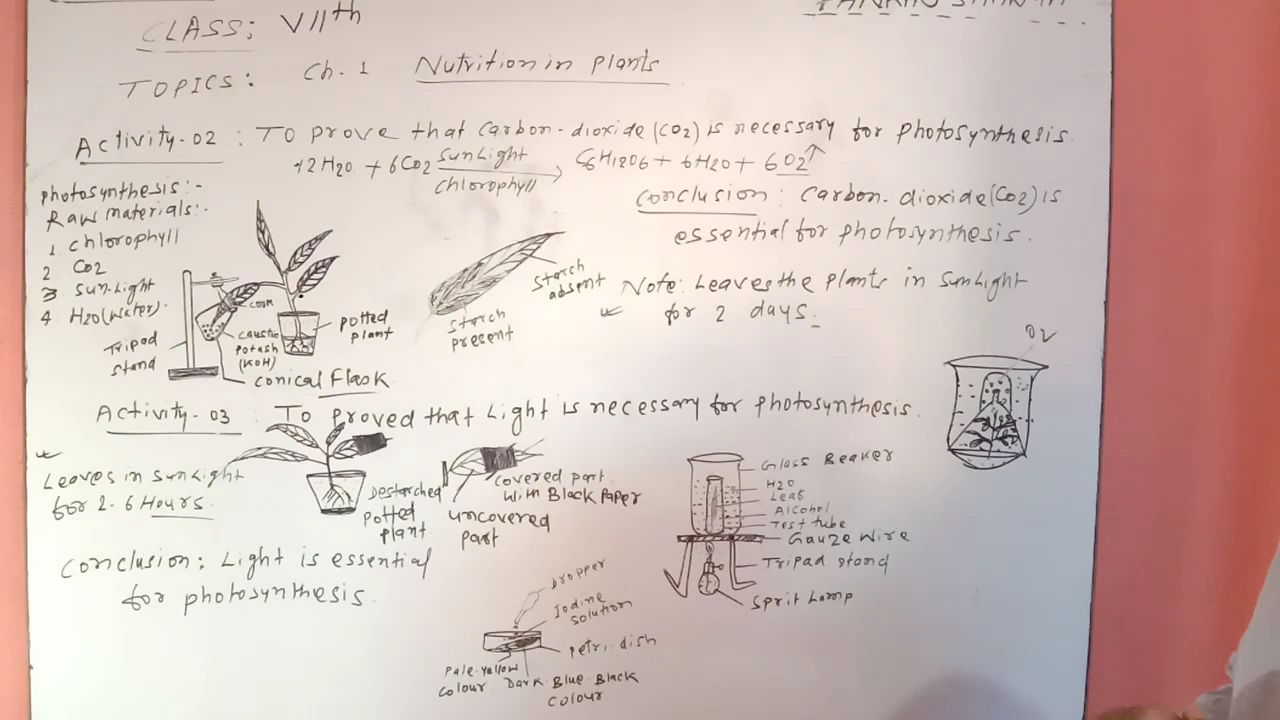 CLASS: VIIth
TOPICS: Ch. 1 Nutrition in Plants
Activity-02 : To prove that Carbon-dioxide (CO2) is necessary for photosynthesis.
12H2O + 6CO2 SunLight Chlorophyll → C6H12O6 + 6H2O + 6O2↑
Photosynthesis:-
Raw Materials:-
1 Chlorophyll
2 CO2
3 Sun-Light
4 H2O (Water).
Conclusion : Carbon-dioxide (CO2) is
essential for photosynthesis.
Note: Leaves the Plants in SunLight
for 2 days.
Tripad
stand
Cork
Caustic
Potash
(KOH)
Potted
plant
Conical Flask
Starch
present
Starch
absent
O2
Activity-03 : To proved that Light is necessary for photosynthesis.
Leaves in SunLight
for 2-6 Hours.
Destarched
Potted
plant
covered part
With Black Paper
uncovered
part
Glass Beaker
H2O
Leaf
Alcohol
Test tube
Gauze Wire
Tripad stand
Sprit Lamp
Conclusion: Light is essential
for photosynthesis.
Dropper
Iodine
Solution
Petri-dish
Pale-yellow
Colour
Dark-Blue-Black
Colour